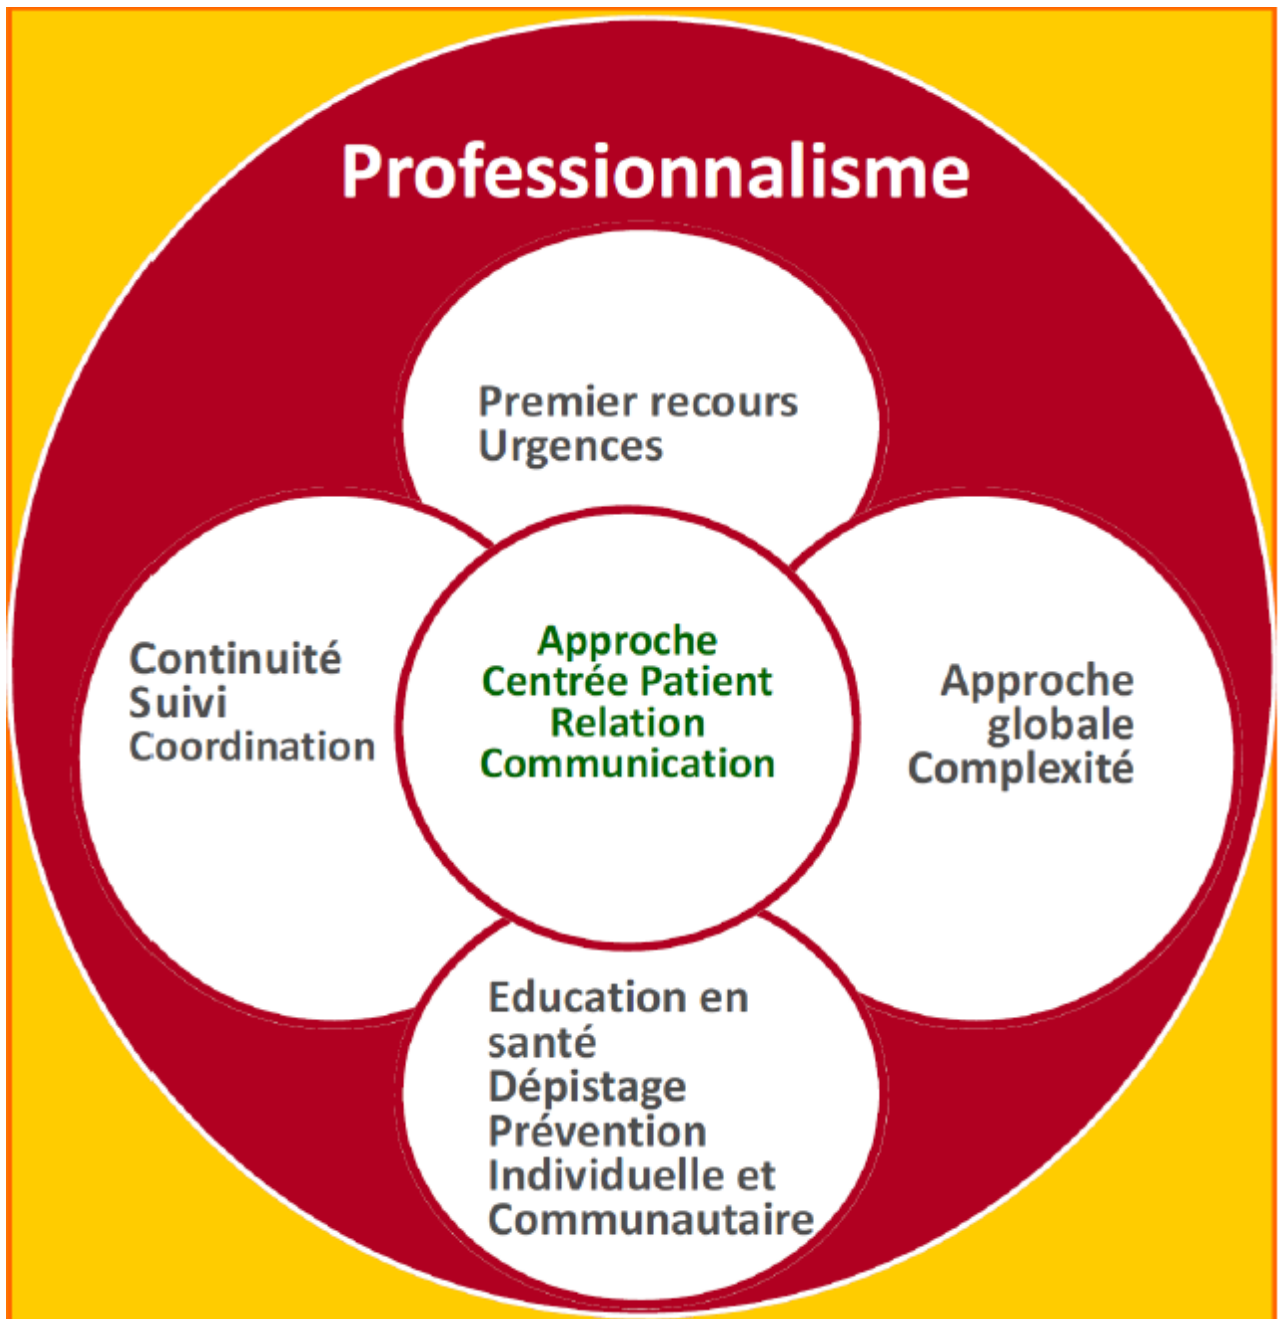 Professionnalisme
Premier recours
Urgences
Continuité
Suivi
Coordination
Approche
Centrée Patient
Relation
Communication
Approche
globale
Complexité
Education en
santé
Dépistage
Prévention
Individuelle et
Communautaire